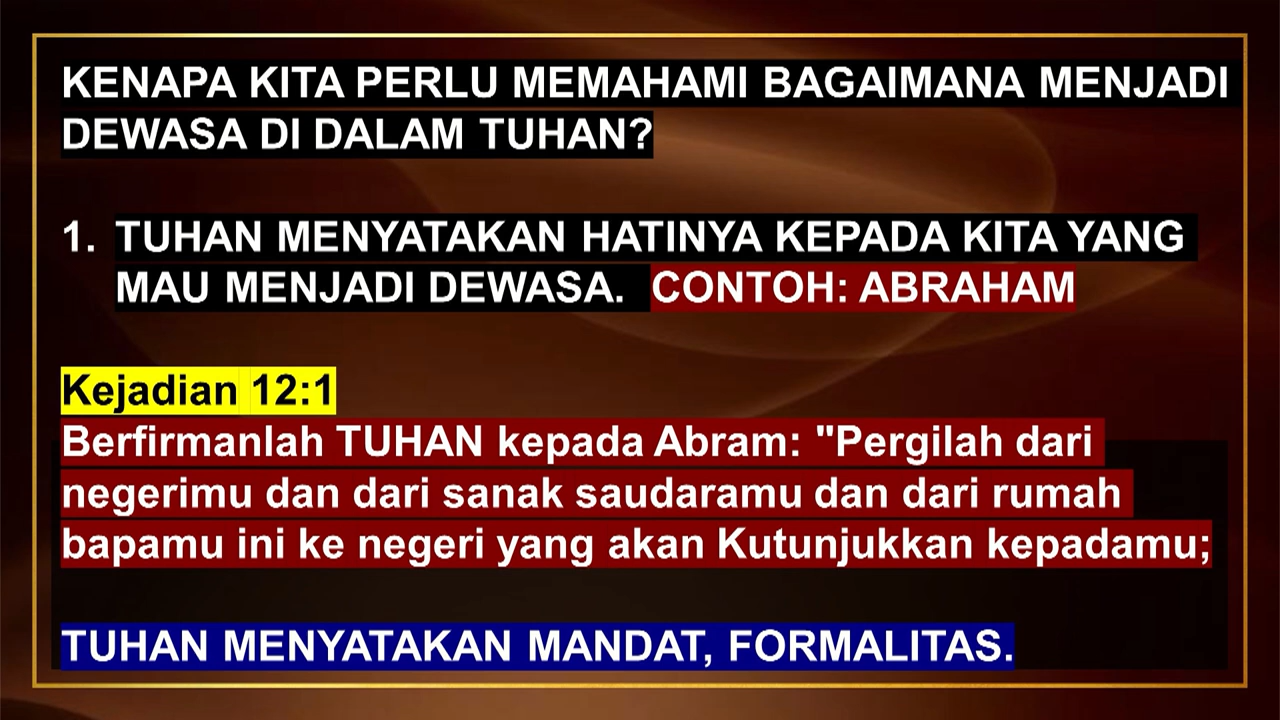 KENAPA KITA PERLU MEMAHAMI BAGAIMANA MENJADI
DEWASA DI DALAM TUHAN?
1. TUHAN MENYATAKAN HATINYA KEPADA KITA YANG
MAU MENJADI DEWASA. CONTOH: ABRAHAM
Kejadian 12:1
Berfirmanlah TUHAN kepada Abram: "Pergilah dari
negerimu dan dari sanak saudaramu dan dari rumah
bapamu ini ke negeri yang akan Kutunjukkan kepadamu;
TUHAN MENYATAKAN MANDAT, FORMALITAS.